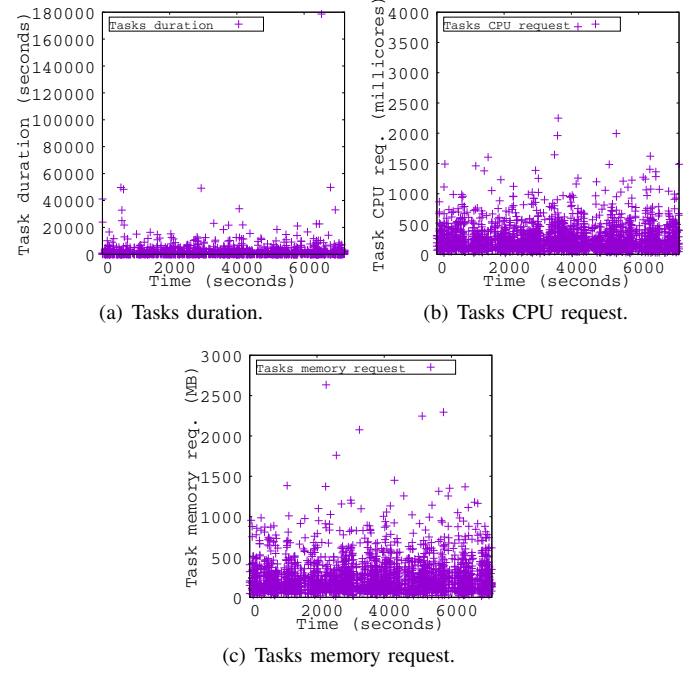 Task duration (seconds)
180000
160000
140000
120000
100000
80000
60000
40000
20000
0
Tasks duration
0 2000 4000 6000
Time (seconds)
(a) Tasks duration.
Task CPU req. (millicores)
4000
3500
3000
2500
2000
1500
1000
500
0
Tasks CPU request
0 2000 4000 6000
Time (seconds)
(b) Tasks CPU request.
Task memory req. (MB)
3000
2500
2000
1500
1000
500
0
Tasks memory request
0 2000 4000 6000
Time (seconds)
(c) Tasks memory request.